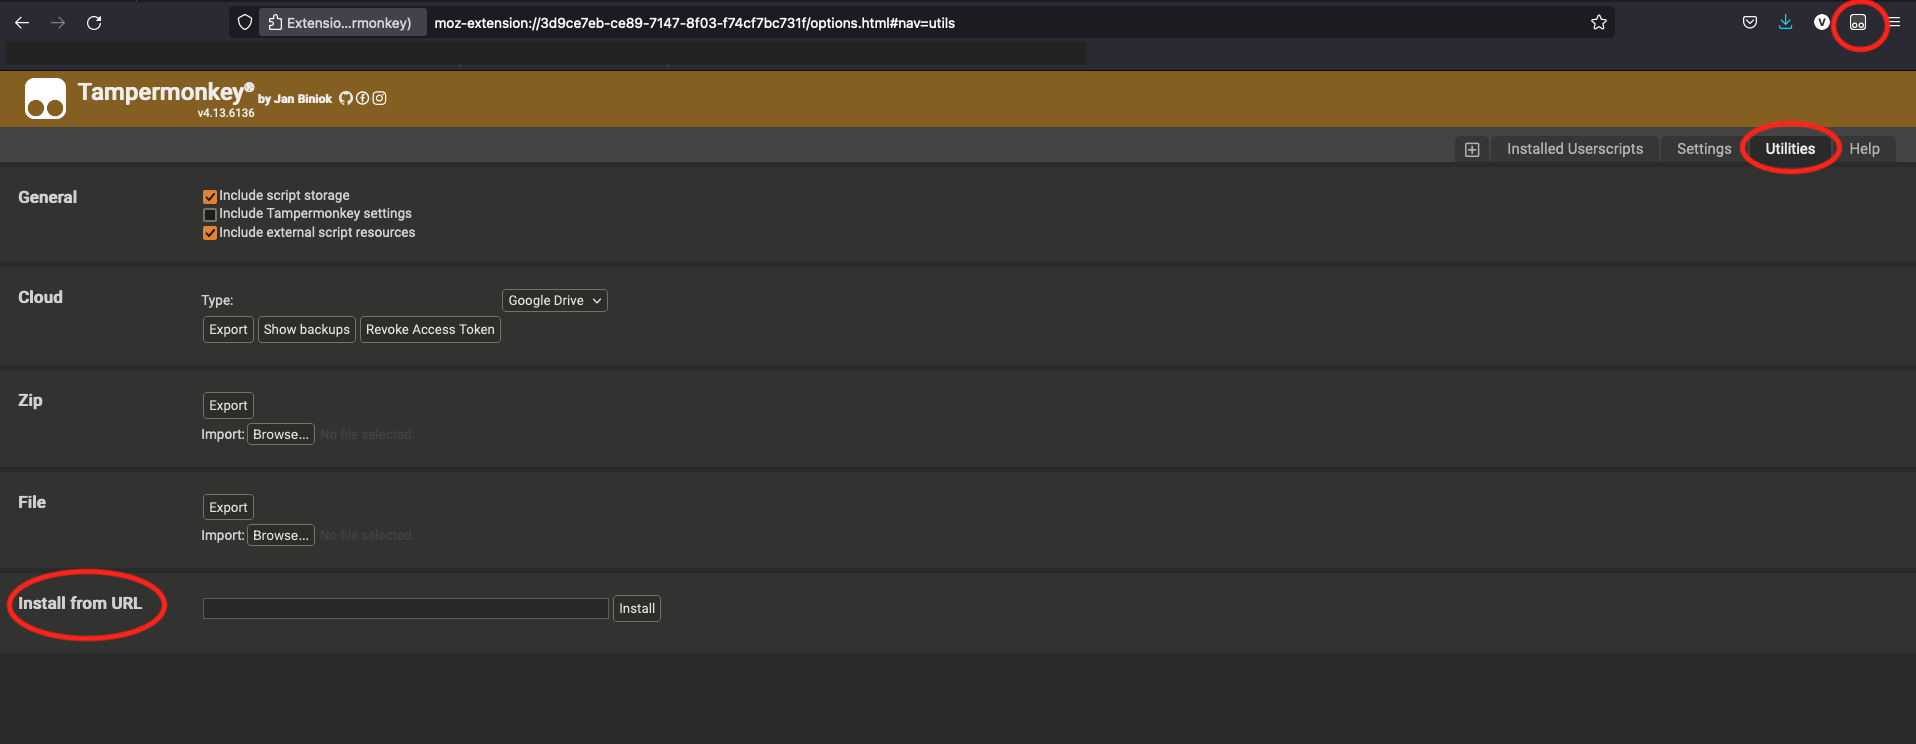 Extensio...rmonkey) moz-extension://3d9ce7eb-ce89-7147-8f03-f74cf7bc731f/options.html#nav=utils
V
Tampermonkey® by Jan Biniok
v4.13.6136
Installed Userscripts Settings Utilities Help
General
Include script storage
Include Tampermonkey settings
Include external script resources
Cloud
Type: Google Drive
Export Show backups Revoke Access Token
Zip
Export
Import: Browse... No file selected.
File
Export
Import: Browse... No file selected.
Install from URL
Install